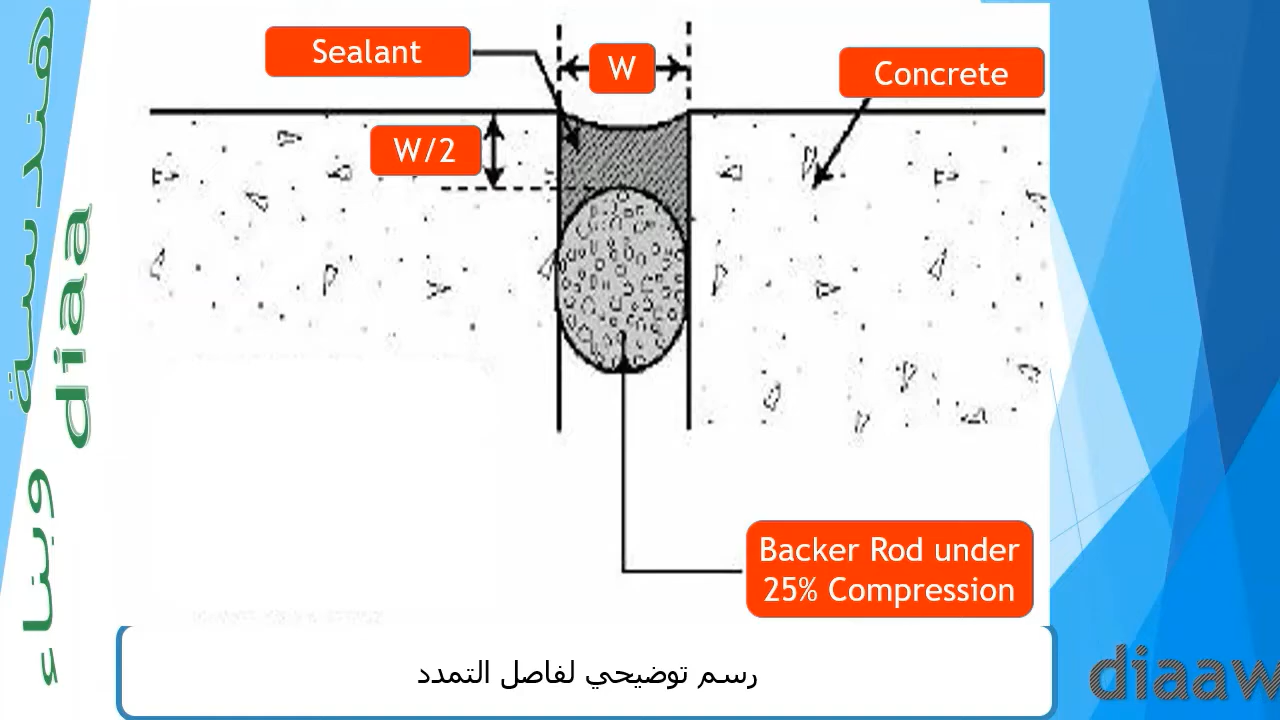 Sealant
W
Concrete
W/2
Backer Rod under
25% Compression
رسم توضيحي لفاصل التمدد
هندسة
diaa
وبناء
diaaw